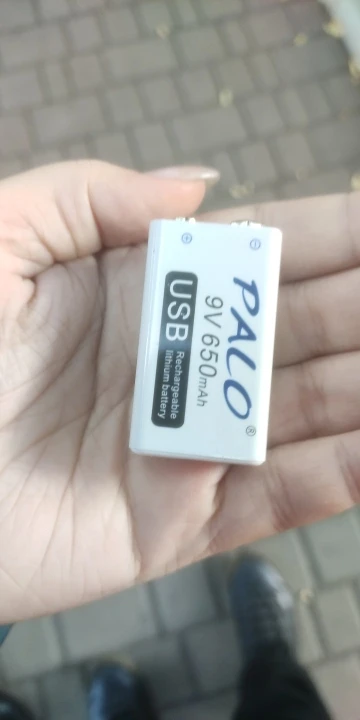 PALO®
9V 650mAh
USB
Rechargeable
lithium battery